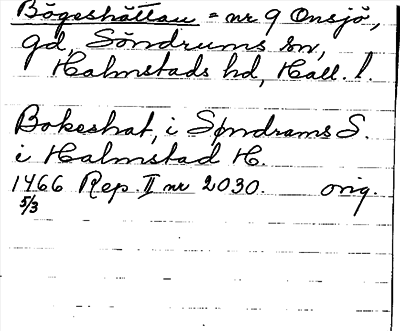 Bögeshättan = nr 9 Onsjö,
gd, Söndrums sn,
Halmstads hd, Hall. l.
Bokeshat, i Søndrams S.
i Halmstad H.
1466 Rep. II nr 2030. orig.
5/3